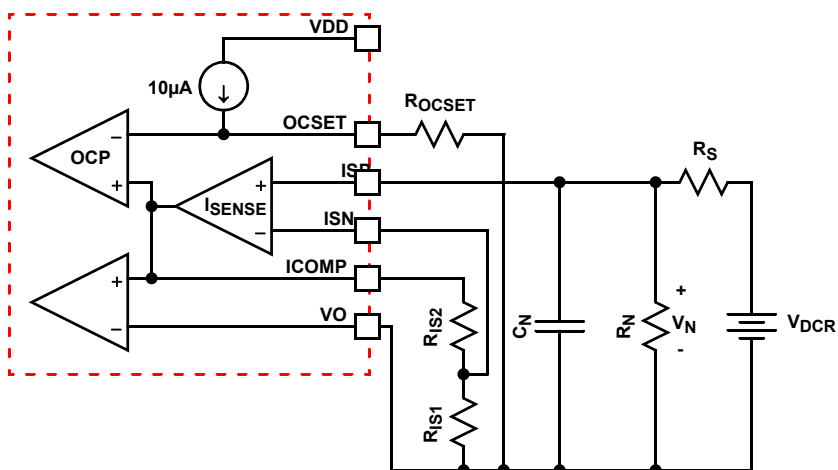 VDD
10µA
ROCSET
OCSET
OCP
ISP
RS
ISENSE
ISN
ICOMP
VO
RIS2
CN
RN
+
VN
-
VDCR
RIS1
−
+
+
−
+
−